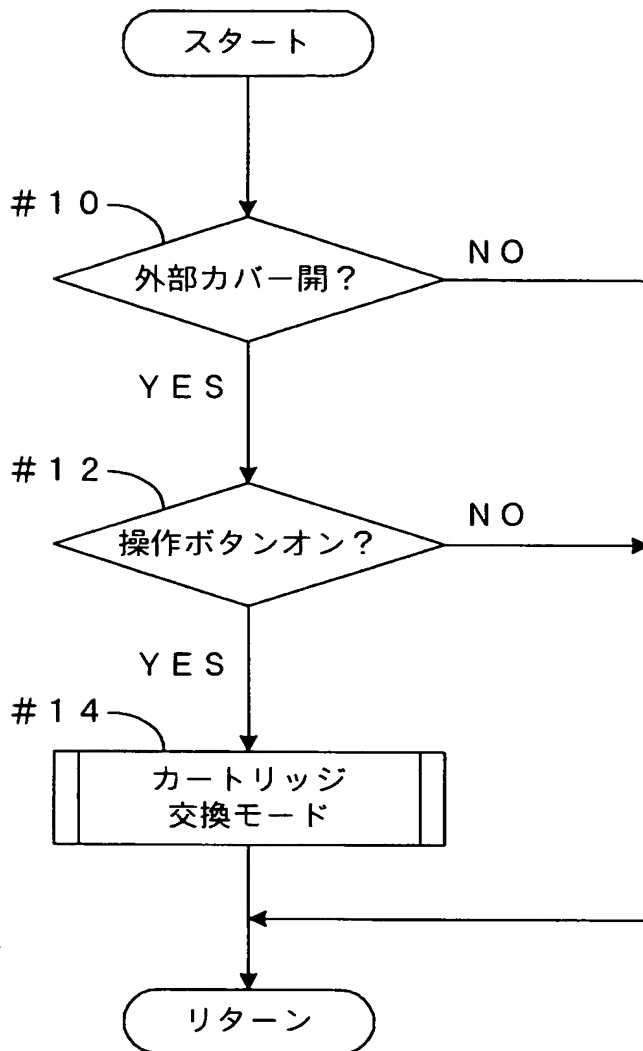 スタート
#10
外部カバー開?
NO
YES
#12
操作ボタンオン?
NO
YES
#14
カートリッジ
交換モード
リターン